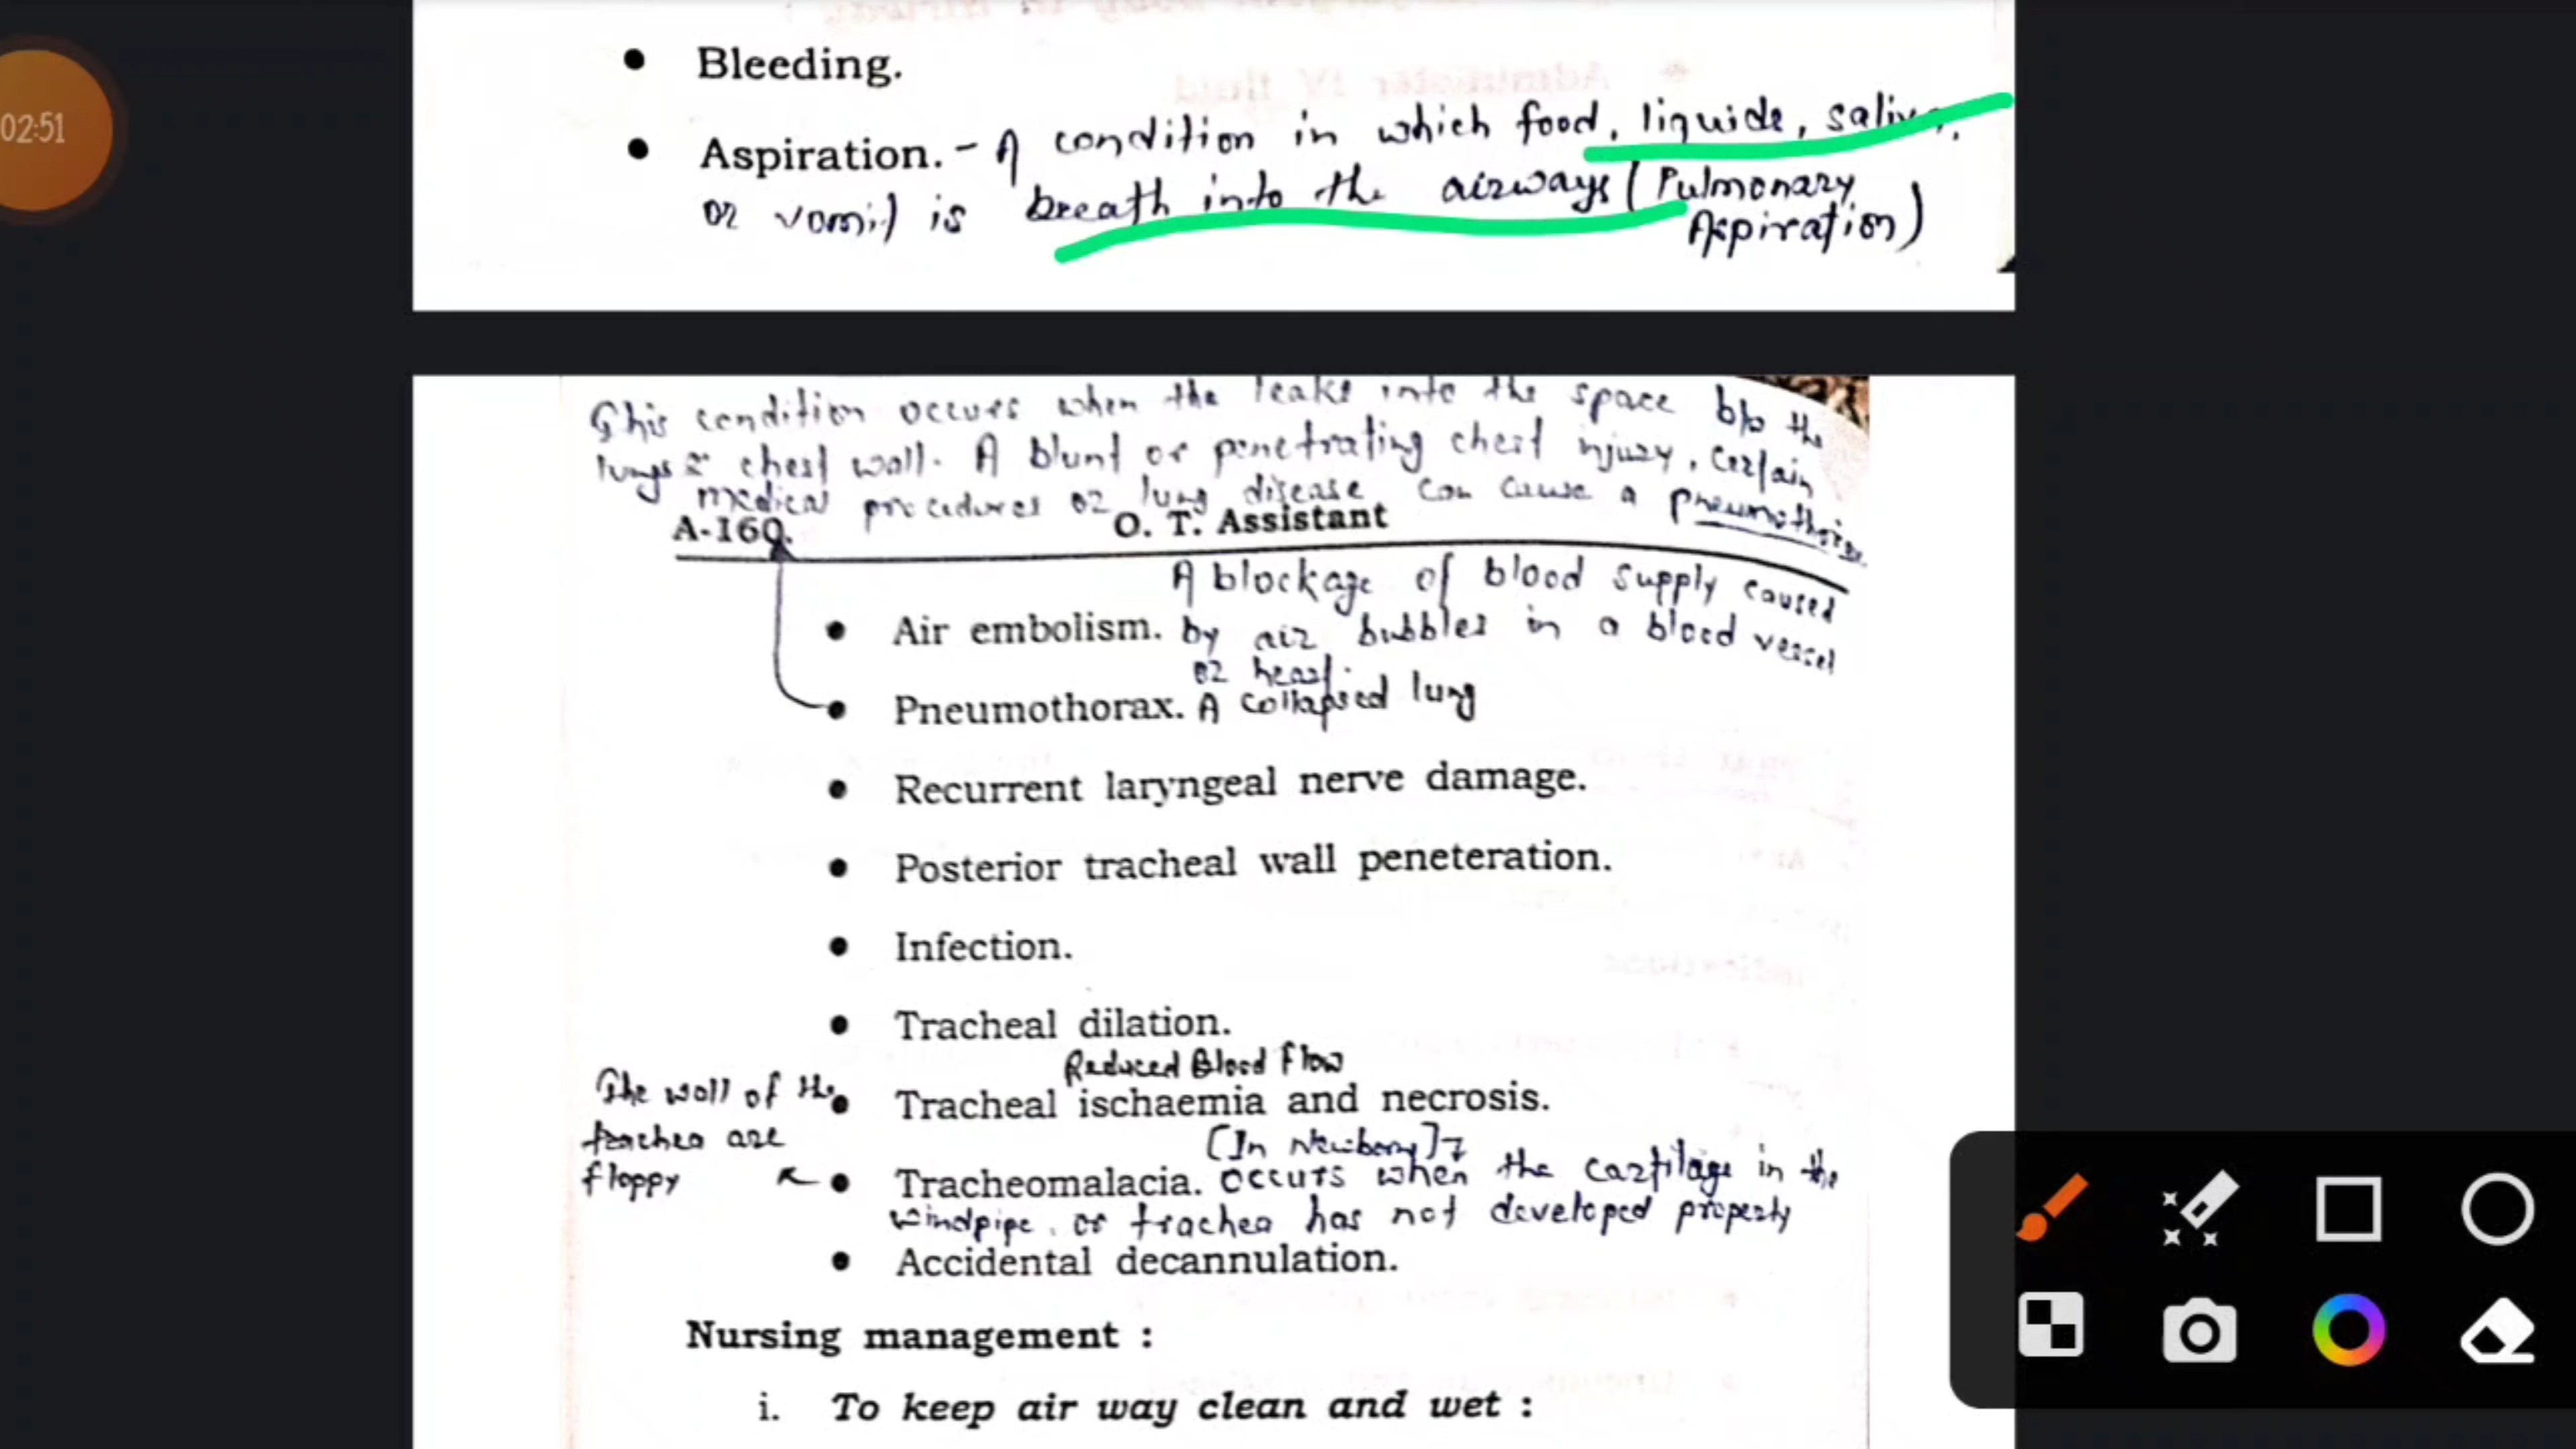 02:51
Bleeding.
Aspiration. - A condition in which food, liquide, saliva,
or vomit) is breath into the airways (Pulmonary
Aspiration)
This condition occurs when the leaks into the space b/w the
lungs & chest wall. A blunt or penetrating chest injury, certain
medical procedures or lung disease can cause a pneumothorax
A-160. O. T. Assistant
A blockage of blood supply caused
Air embolism. by air bubbles in a blood vessel
or heart.
Pneumothorax. A collapsed lung
Recurrent laryngeal nerve damage.
Posterior tracheal wall peneteration.
Infection.
Tracheal dilation.
Reduced Blood Flow
The wall of the
Tracheal ischaemia and necrosis.
trachea are
[In Newborn]
floppy
Tracheomalacia. occurs when the cartilage in the
windpipe, or trachea has not developed properly
Accidental decannulation.
Nursing management :
i. To keep air way clean and wet :